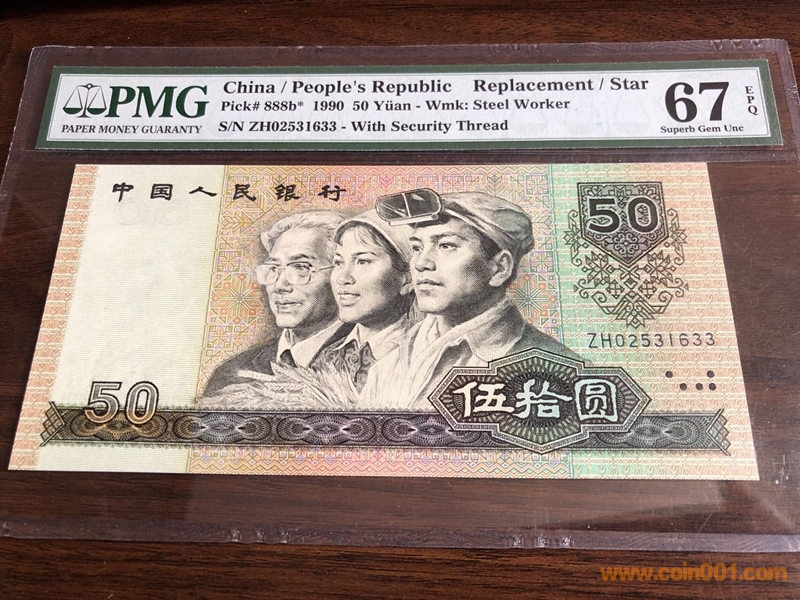 PMG
PAPER MONEY GUARANTY
China / People's Republic Replacement / Star
Pick# 888b* 1990 50 Yüan - Wmk: Steel Worker
S/N ZH02531633 - With Security Thread
67
EPQ
Superb Gem Unc
中国人民银行
50
ZH02531633
50
伍拾圆
www.coin001.com